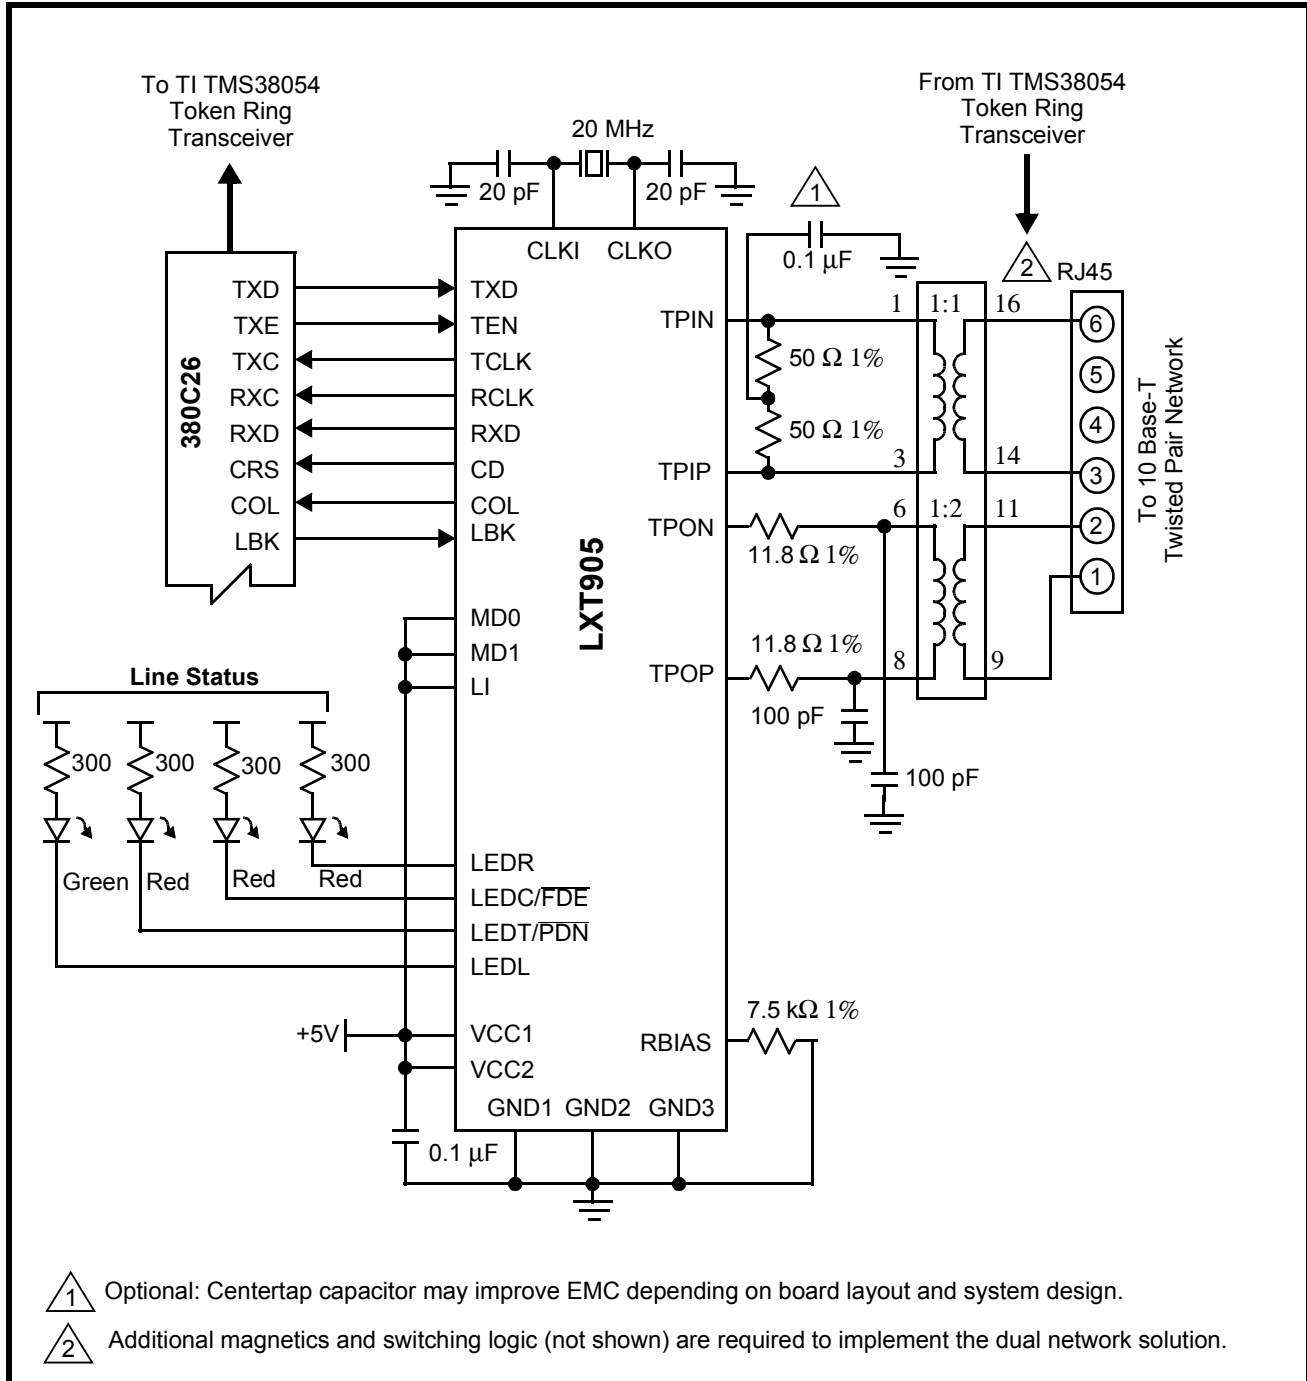 To TI TMS38054
Token Ring
Transceiver
From TI TMS38054
Token Ring
Transceiver
20 MHz
20 pF
20 pF
1
0.1 µF
2
RJ45
CLKI
CLKO
380C26
TXD
TXE
TXC
RXC
RXD
CRS
COL
LBK
TXD
TEN
TCLK
RCLK
RXD
CD
COL
LBK
MD0
MD1
LI
LXT905
TPIN
TPIP
TPON
TPOP
50 Ω 1%
50 Ω 1%
11.8 Ω 1%
11.8 Ω 1%
100 pF
100 pF
1
1:1
16
3
14
6
1:2
11
8
9
6
5
4
3
2
1
To 10 Base-T
Twisted Pair Network
Line Status
300
300
300
300
Green
Red
Red
Red
LEDR
LEDC/FDE
LEDT/PDN
LEDL
+5V
VCC1
VCC2
RBIAS
7.5 kΩ 1%
GND1
GND2
GND3
0.1 µF
1 Optional: Centertap capacitor may improve EMC depending on board layout and system design.
2 Additional magnetics and switching logic (not shown) are required to implement the dual network solution.